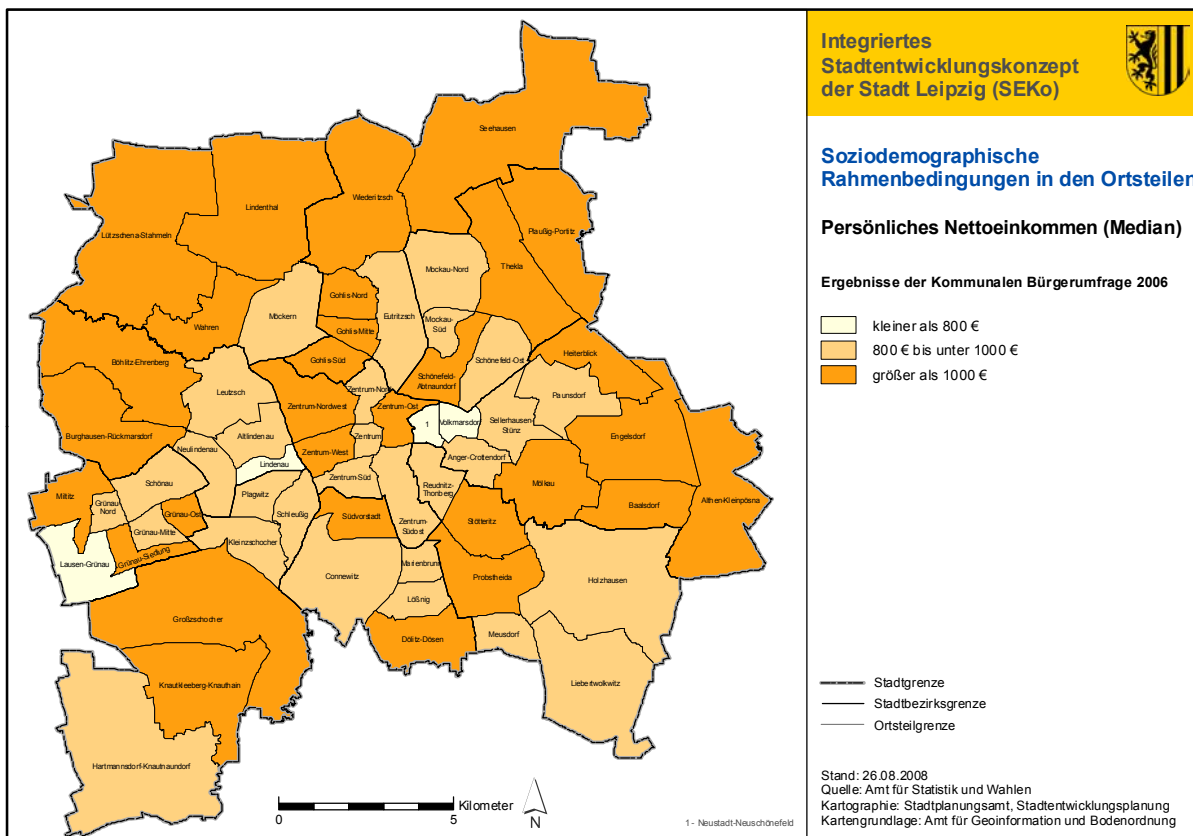 Integriertes
Stadtentwicklungskonzept
der Stadt Leipzig (SEKo)
Soziodemographische
Rahmenbedingungen in den Ortsteilen
Persönliches Nettoeinkommen (Median)
Ergebnisse der Kommunalen Bürgerumfrage 2006
kleiner als 800 €
800 € bis unter 1000 €
größer als 1000 €
Stadtgrenze
Stadtbezirksgrenze
Ortsteilgrenze
Stand: 26.08.2008
Quelle: Amt für Statistik und Wahlen
Kartographie: Stadtplanungsamt, Stadtentwicklungsplanung
Kartengrundlage: Amt für Geoinformation und Bodenordnung
Seehausen
Lindenthal
Wiederitzsch
Lützschena-Stahmeln
Plaußig-Portitz
Thekla
Mockau-Nord
Gohlis-Nord
Möckern
Eutritzsch
Mockau-Süd
Wahren
Gohlis-Mitte
Schönefeld-Ost
Heiterblick
Böhlitz-Ehrenberg
Gohlis-Süd
Schönefeld-Abtnaundorf
Leutzsch
Zentrum-Nord
Paunsdorf
Zentrum-Nordwest
Zentrum-Ost
1
Volkmarsdorf
Sellerhausen-Stünz
Burghausen-Rückmarsdorf
Altlindenau
Zentrum
Engelsdorf
Neulindenau
Zentrum-West
Anger-Crottendorf
Lindenau
Zentrum-Süd
Reudnitz-Thonberg
Mölkau
Schönau
Plagwitz
Miltitz
Grünau-Nord
Grünau-Ost
Schleußig
Südvorstadt
Zentrum-Südost
Stötteritz
Baalsdorf
Althen-Kleinpösna
Grünau-Mitte
Kleinzschocher
Grünau-Siedlung
Lausen-Grünau
Connewitz
Marienbrunn
Probstheida
Holzhausen
Lößnig
Großzschocher
Dölitz-Dösen
Meusdorf
Knautkleeberg-Knauthain
Liebertwolkwitz
Hartmannsdorf-Knautnaundorf
Kilometer
0 5
N
1 - Neustadt-Neuschönefeld